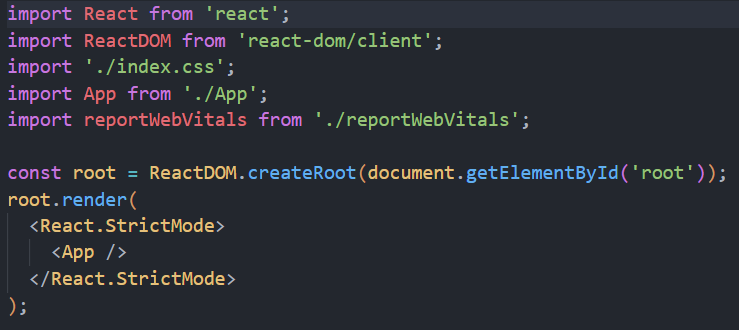 import React from 'react';
import ReactDOM from 'react-dom/client';
import './index.css';
import App from './App';
import reportWebVitals from './reportWebVitals';

const root = ReactDOM.createRoot(document.getElementById('root'));
root.render(
  <React.StrictMode>
    <App />
  </React.StrictMode>
);